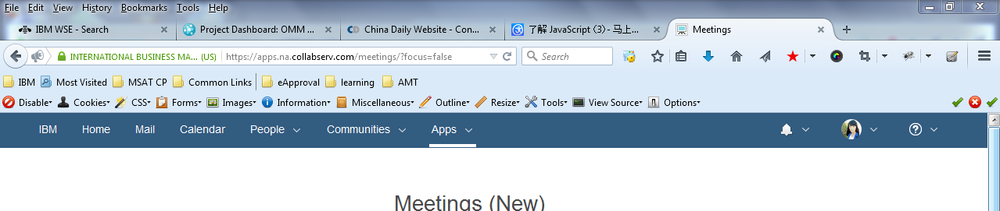 File Edit View History Bookmarks Tools Help
IBM WSE - Search Project Dashboard: OMM ... China Daily Website - Con... 了解 JavaScript (3) - 马上... Meetings
INTERNATIONAL BUSINESS MA... (US) https://apps.na.collabserv.com/meetings/?focus=false Search
IBM Most Visited MSAT CP Common Links eApproval learning AMT
Disable Cookies CSS Forms Images Information Miscellaneous Outline Resize Tools View Source Options
IBM Home Mail Calendar People Communities Apps
Meetings (New)